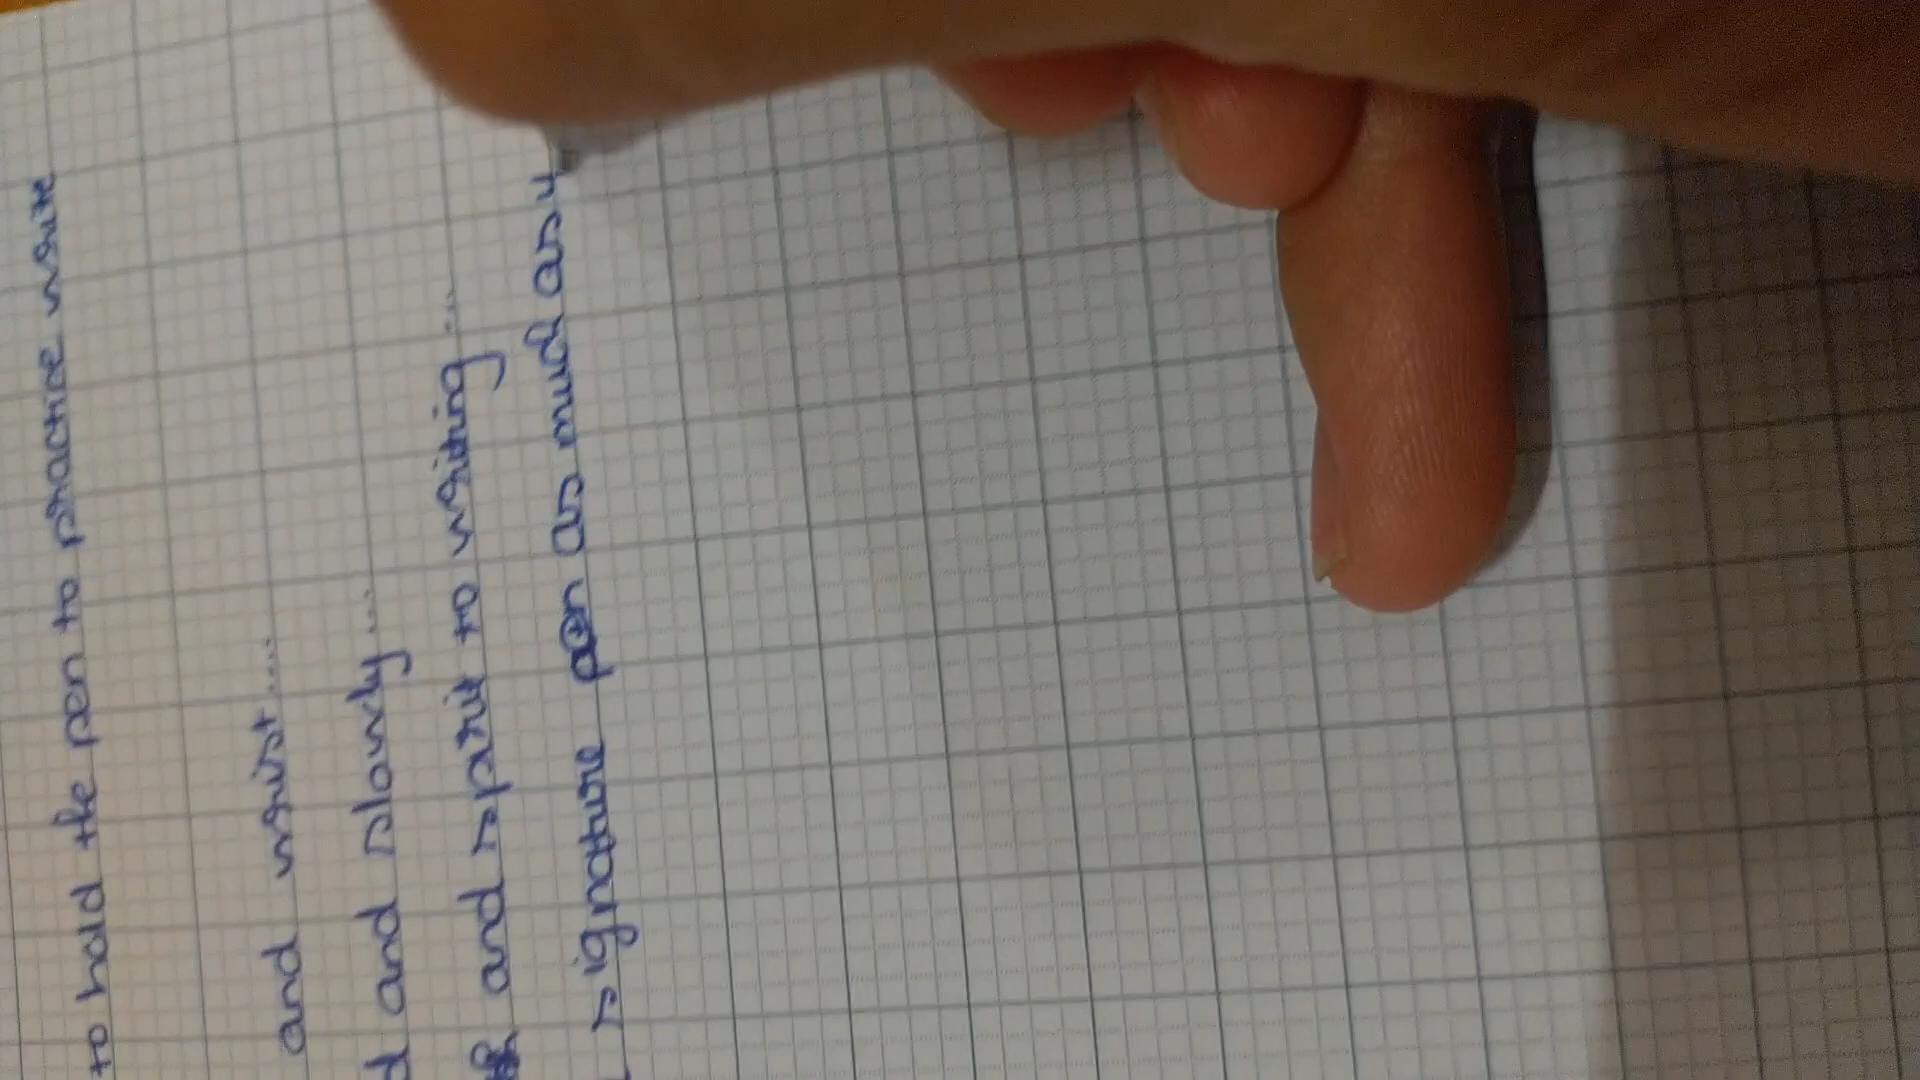 to hold the pen to practice write
and wrist....
and slowly...
and spirit to writing...
signature pen as much as y